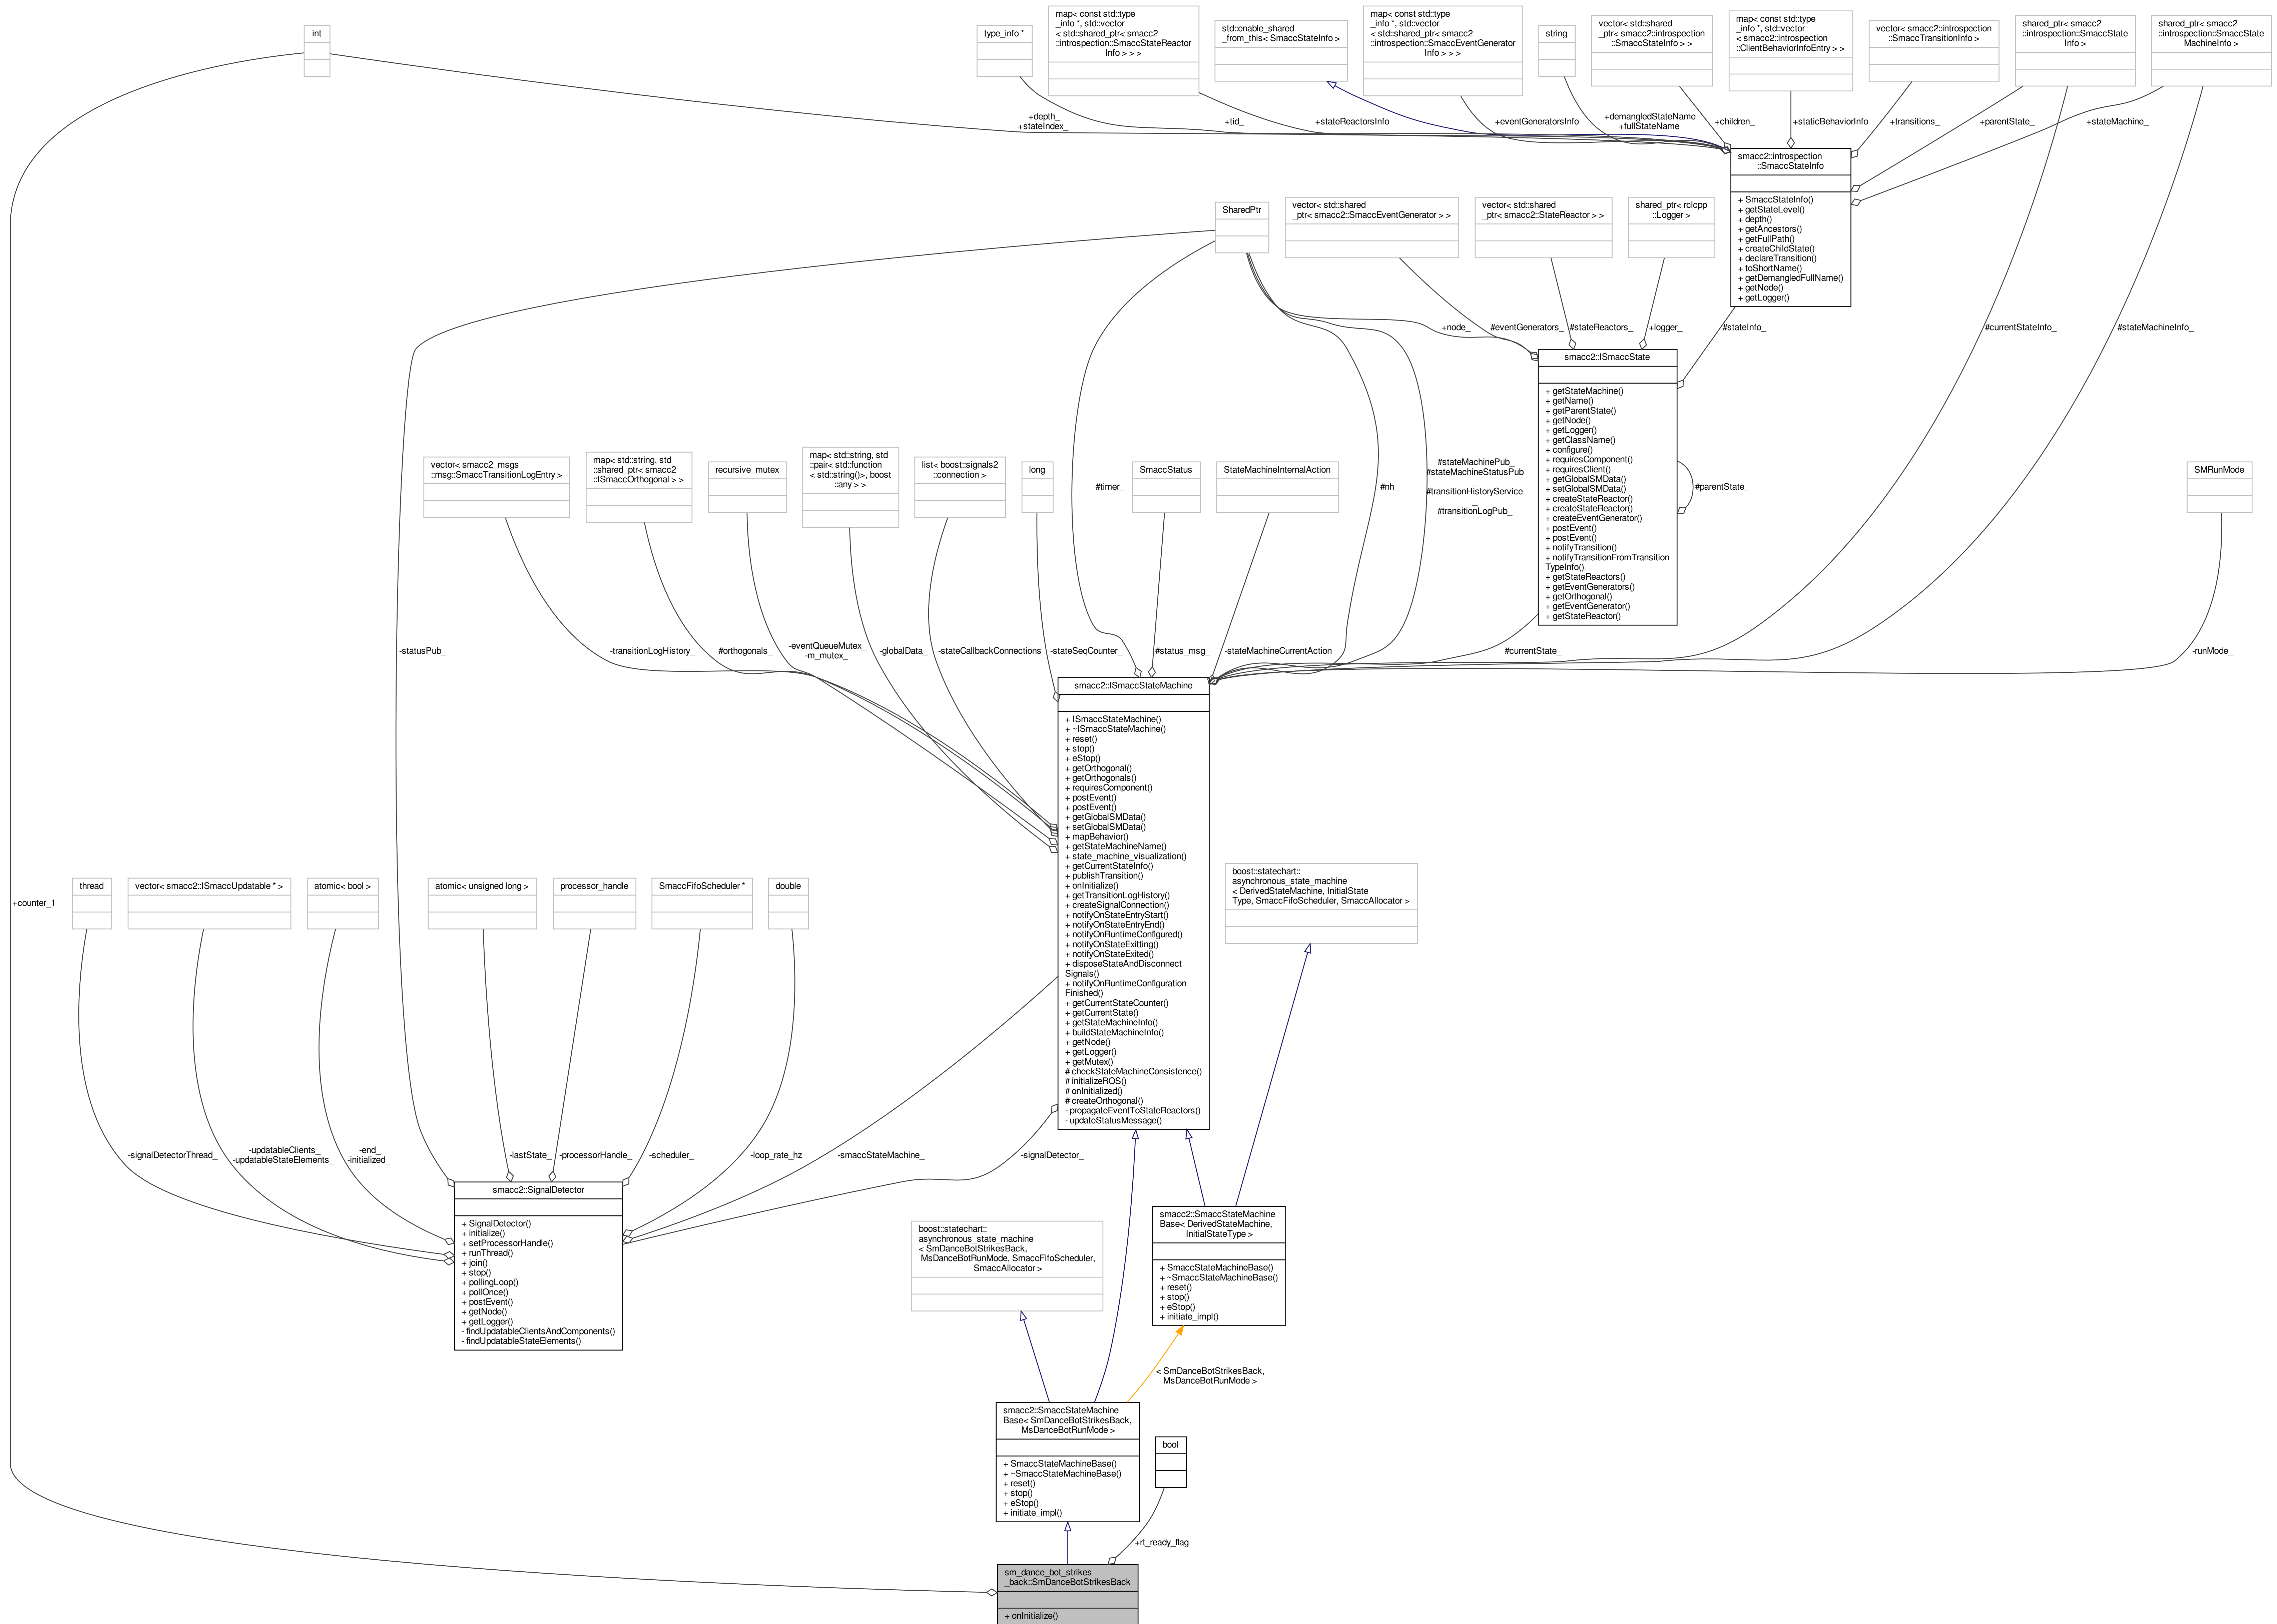 int
type_info *
map< const std::type
_info *, std::vector
< std::shared_ptr< smacc2
::introspection::SmaccStateReactor
Info > > >
std::enable_shared
_from_this< SmaccStateInfo >
map< const std::type
_info *, std::vector
< std::shared_ptr< smacc2
::introspection::SmaccEventGenerator
Info > > >
string
vector< std::shared
_ptr< smacc2::introspection
::SmaccStateInfo > >
map< const std::type
_info *, std::vector
< smacc2::introspection
::ClientBehaviorInfoEntry > >
vector< smacc2::introspection
::SmaccTransitionInfo >
shared_ptr< smacc2
::introspection::SmaccState
Info >
shared_ptr< smacc2
::introspection::SmaccState
MachineInfo >
+depth_
+stateIndex_
+tid_
+stateReactorsInfo
+eventGeneratorsInfo
+demangledStateName
+fullStateName
+children_
+staticBehaviorInfo
+transitions_
+parentState_
+stateMachine_
smacc2::introspection
::SmaccStateInfo
+ SmaccStateInfo()
+ getStateLevel()
+ depth()
+ getAncestors()
+ getFullPath()
+ createChildState()
+ declareTransition()
+ toShortName()
+ getDemangledFullName()
+ getNode()
+ getLogger()
SharedPtr
vector< std::shared
_ptr< smacc2::SmaccEventGenerator > >
vector< std::shared
_ptr< smacc2::StateReactor > >
shared_ptr< rclcpp
::Logger >
+node_
#eventGenerators_
#stateReactors_
+logger_
#stateInfo_
#currentStateInfo_
#stateMachineInfo_
smacc2::ISmaccState
+ getStateMachine()
+ getName()
+ getParentState()
+ getNode()
+ getLogger()
+ getClassName()
+ configure()
+ requiresComponent()
+ requiresClient()
+ getGlobalSMData()
+ setGlobalSMData()
+ createStateReactor()
+ createStateReactor()
+ createEventGenerator()
+ postEvent()
+ postEvent()
+ notifyTransition()
+ notifyTransitionFromTransition
TypeInfo()
+ getStateReactors()
+ getEventGenerators()
+ getOrthogonal()
+ getEventGenerator()
+ getStateReactor()
#parentState_
vector< smacc2_msgs
::msg::SmaccTransitionLogEntry >
map< std::string, std
::shared_ptr< smacc2
::ISmaccOrthogonal > >
recursive_mutex
map< std::string, std
::pair< std::function
< std::string()>, boost
::any > >
list< boost::signals2
::connection >
long
SmaccStatus
StateMachineInternalAction
SMRunMode
#timer_
#nh_
#stateMachinePub_
#stateMachineStatusPub
_
#transitionHistoryService
_
#transitionLogPub_
-statusPub_
-transitionLogHistory_
#orthogonals_
-eventQueueMutex_
-m_mutex_
-globalData_
-stateCallbackConnections
-stateSeqCounter_
#status_msg_
-stateMachineCurrentAction
#currentState_
-runMode_
smacc2::ISmaccStateMachine
+ ISmaccStateMachine()
+ ~ISmaccStateMachine()
+ reset()
+ stop()
+ eStop()
+ getOrthogonal()
+ getOrthogonals()
+ requiresComponent()
+ postEvent()
+ postEvent()
+ getGlobalSMData()
+ setGlobalSMData()
+ mapBehavior()
+ getStateMachineName()
+ state_machine_visualization()
+ getCurrentStateInfo()
+ publishTransition()
+ onInitialize()
+ getTransitionLogHistory()
+ createSignalConnection()
+ notifyOnStateEntryStart()
+ notifyOnStateEntryEnd()
+ notifyOnRuntimeConfigured()
+ notifyOnStateExitting()
+ notifyOnStateExited()
+ disposeStateAndDisconnect
Signals()
+ notifyOnRuntimeConfiguration
Finished()
+ getCurrentStateCounter()
+ getCurrentState()
+ getStateMachineInfo()
+ buildStateMachineInfo()
+ getNode()
+ getLogger()
+ getMutex()
# checkStateMachineConsistence()
# initializeROS()
# onInitialized()
# createOrthogonal()
- propagateEventToStateReactors()
- updateStatusMessage()
+counter_1
thread
vector< smacc2::ISmaccUpdatable * >
atomic< bool >
atomic< unsigned long >
processor_handle
SmaccFifoScheduler *
double
boost::statechart::
asynchronous_state_machine
< DerivedStateMachine, InitialState
Type, SmaccFifoScheduler, SmaccAllocator >
-signalDetectorThread_
-updatableClients_
-updatableStateElements_
-end_
-initialized_
-lastState_
-processorHandle_
-scheduler_
-loop_rate_hz
-smaccStateMachine_
-signalDetector_
smacc2::SignalDetector
+ SignalDetector()
+ initialize()
+ setProcessorHandle()
+ runThread()
+ join()
+ stop()
+ pollingLoop()
+ pollOnce()
+ postEvent()
+ getNode()
+ getLogger()
- findUpdatableClientsAndComponents()
- findUpdatableStateElements()
boost::statechart::
asynchronous_state_machine
< SmDanceBotStrikesBack,
MsDanceBotRunMode, SmaccFifoScheduler,
SmaccAllocator >
smacc2::SmaccStateMachine
Base< DerivedStateMachine,
InitialStateType >
+ SmaccStateMachineBase()
+ ~SmaccStateMachineBase()
+ reset()
+ stop()
+ eStop()
+ initiate_impl()
< SmDanceBotStrikesBack,
MsDanceBotRunMode >
smacc2::SmaccStateMachine
Base< SmDanceBotStrikesBack,
MsDanceBotRunMode >
+ SmaccStateMachineBase()
+ ~SmaccStateMachineBase()
+ reset()
+ stop()
+ eStop()
+ initiate_impl()
bool
+rt_ready_flag
sm_dance_bot_strikes
_back::SmDanceBotStrikesBack
+ onInitialize()